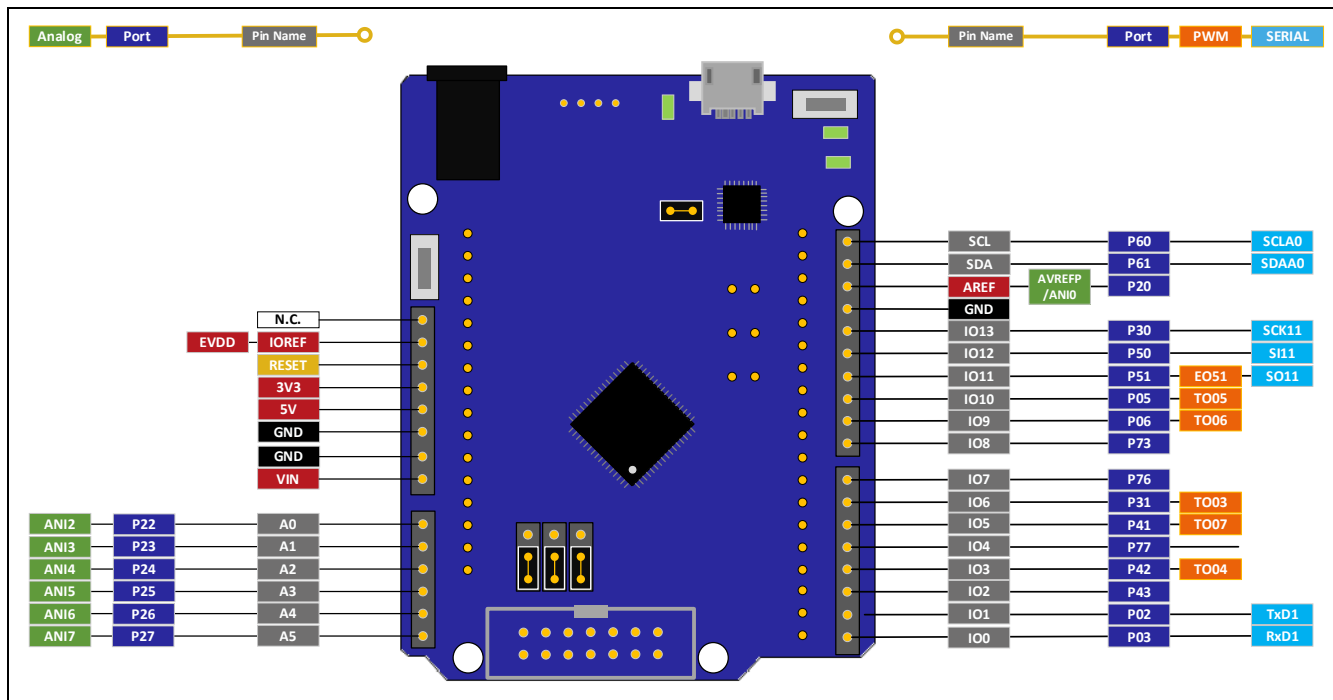 Analog Port Pin Name
Pin Name Port PWM SERIAL
SCL P60 SCLA0
SDA P61 SDAA0
AREF AVREFP /ANI0 P20
GND
N.C.
IO13 P30 SCK11
EVDD IOREF
IO12 P50 SI11
RESET
IO11 P51 EO51 SO11
3V3
IO10 P05 TO05
5V
IO9 P06 TO06
GND
IO8 P73
GND
VIN
IO7 P76
IO6 P31 TO03
ANI2 P22 A0
IO5 P41 TO07
ANI3 P23 A1
IO4 P77
ANI4 P24 A2
IO3 P42 TO04
ANI5 P25 A3
IO2 P43
ANI6 P26 A4
IO1 P02 TxD1
ANI7 P27 A5
IO0 P03 RxD1